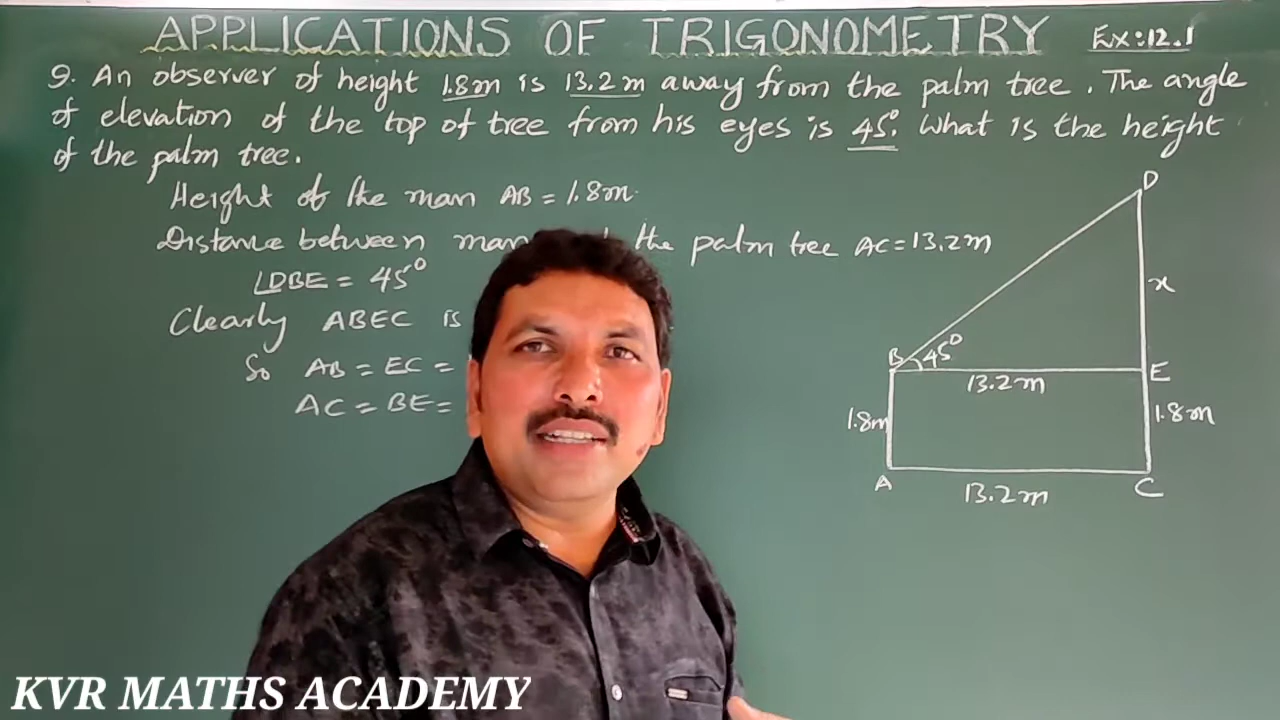 APPLICATIONS OF TRIGONOMETRY Ex:12.1
9. An observer of height 1.8m is 13.2m away from the palm tree. The angle
of elevation of the top of tree from his eyes is 45°. What is the height
of the palm tree.
Height of the man AB = 1.8m.
Distance between man the palm tree AC = 13.2m
∠DBE = 45°
Clearly ABEC is
So AB = EC =
AC = BE =
D
x
B 45°
13.2m E
1.8m 1.8m
A 13.2m C
KVR MATHS ACADEMY